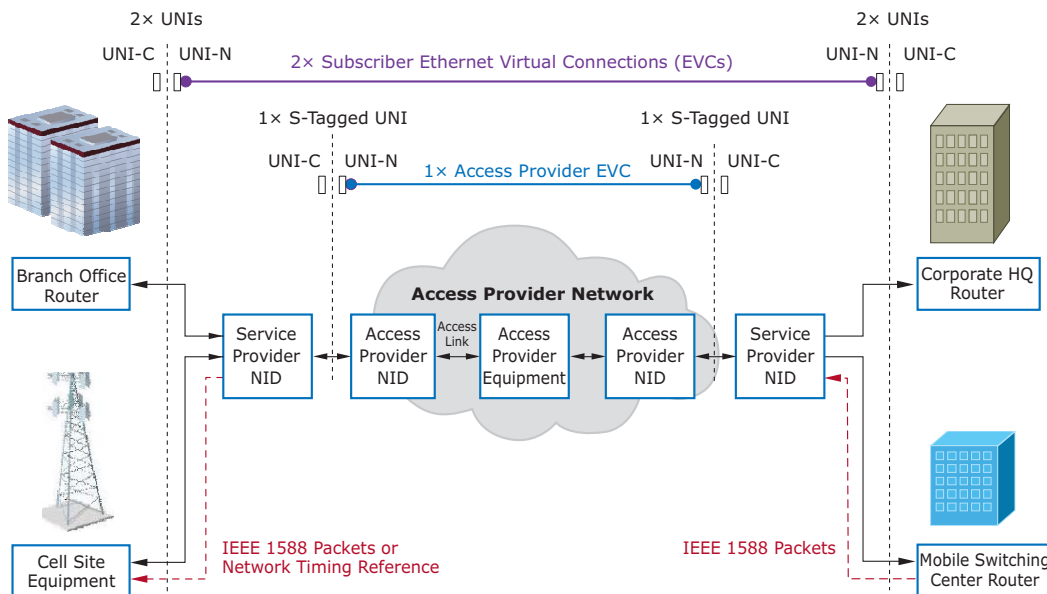 2× UNIs
2× UNIs
UNI-C
UNI-N
UNI-N
UNI-C
2× Subscriber Ethernet Virtual Connections (EVCs)
1× S-Tagged UNI
1× S-Tagged UNI
UNI-C
UNI-N
UNI-N
UNI-C
1× Access Provider EVC
Branch Office
Router
Corporate HQ
Router
Access Provider Network
Service
Provider
NID
Access
Provider
NID
Access
Link
Access
Provider
Equipment
Access
Provider
NID
Service
Provider
NID
IEEE 1588 Packets or
Network Timing Reference
IEEE 1588 Packets
Cell Site
Equipment
Mobile Switching
Center Router